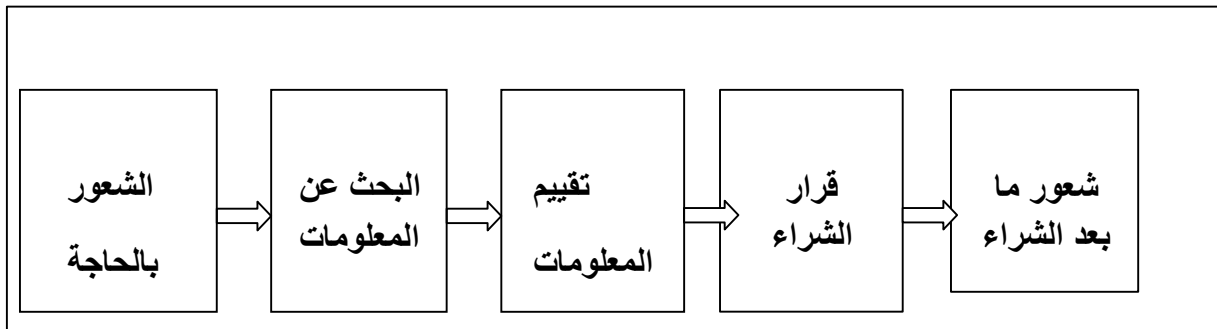 الشعور
بالحاجة
البحث عن
المعلومات
تقييم
المعلومات
قرار
الشراء
شعور ما
بعد الشراء